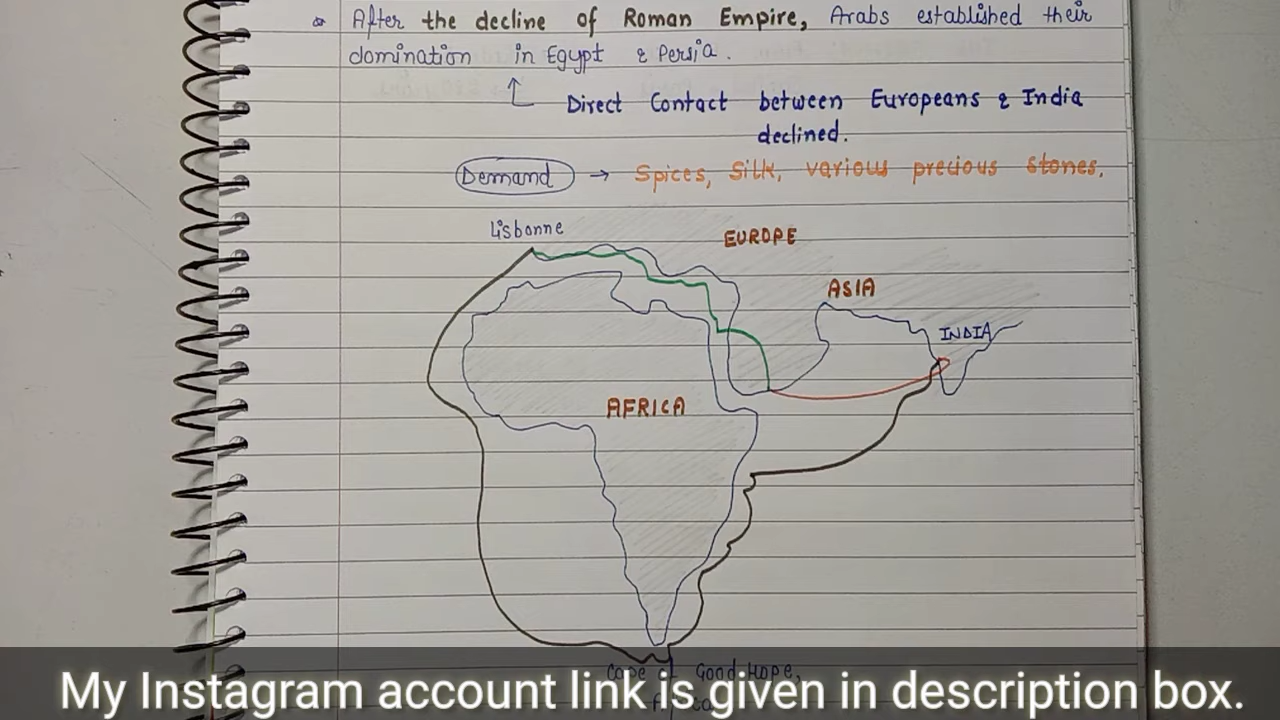 After the decline of Roman Empire, Arabs established their
domination in Egypt & Persia.
Direct Contact between Europeans & India
declined.
Demand → Spices, Silk, various precious stones.
Lisbonne
EUROPE
ASIA
INDIA
AFRICA
Cape of Good Hope,
My Instagram account link is given in description box.